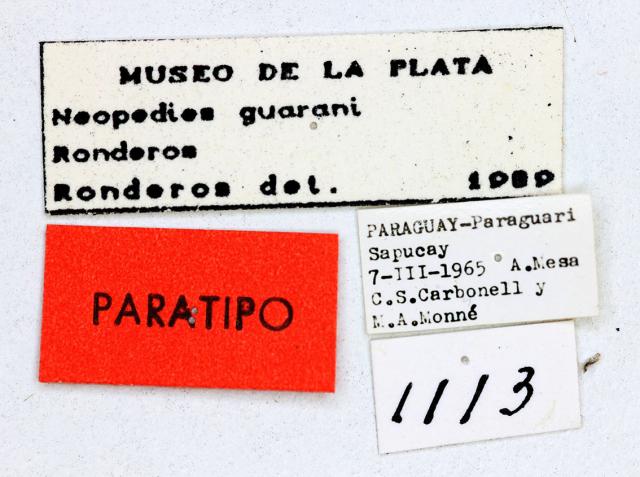 MUSEO DE LA PLATA
Neopedies guarani
Ronderos
Ronderos det. 1989
PARATIPO
PARAGUAY-Paraguari
Sapucay
7-III-1965 A.Mesa
C.S.Carbonell y
M.A.Monné
1113